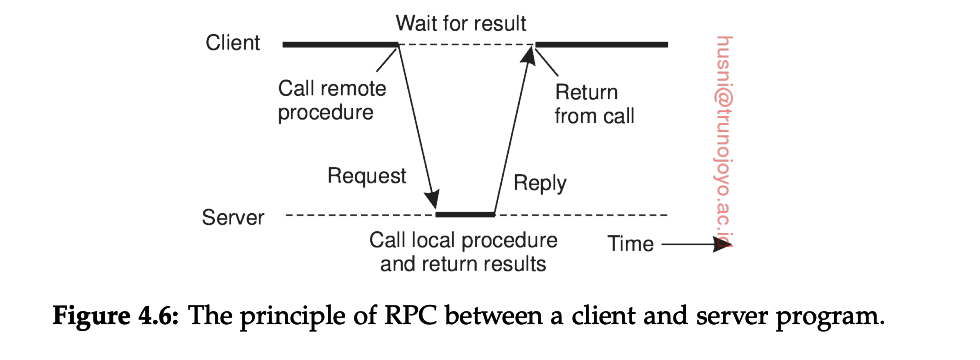 Wait for result
Client
Call remote
procedure
Return
from call
Request
Reply
Server
Call local procedure
and return results
Time
husni@trunojoyo.ac.id
Figure 4.6: The principle of RPC between a client and server program.